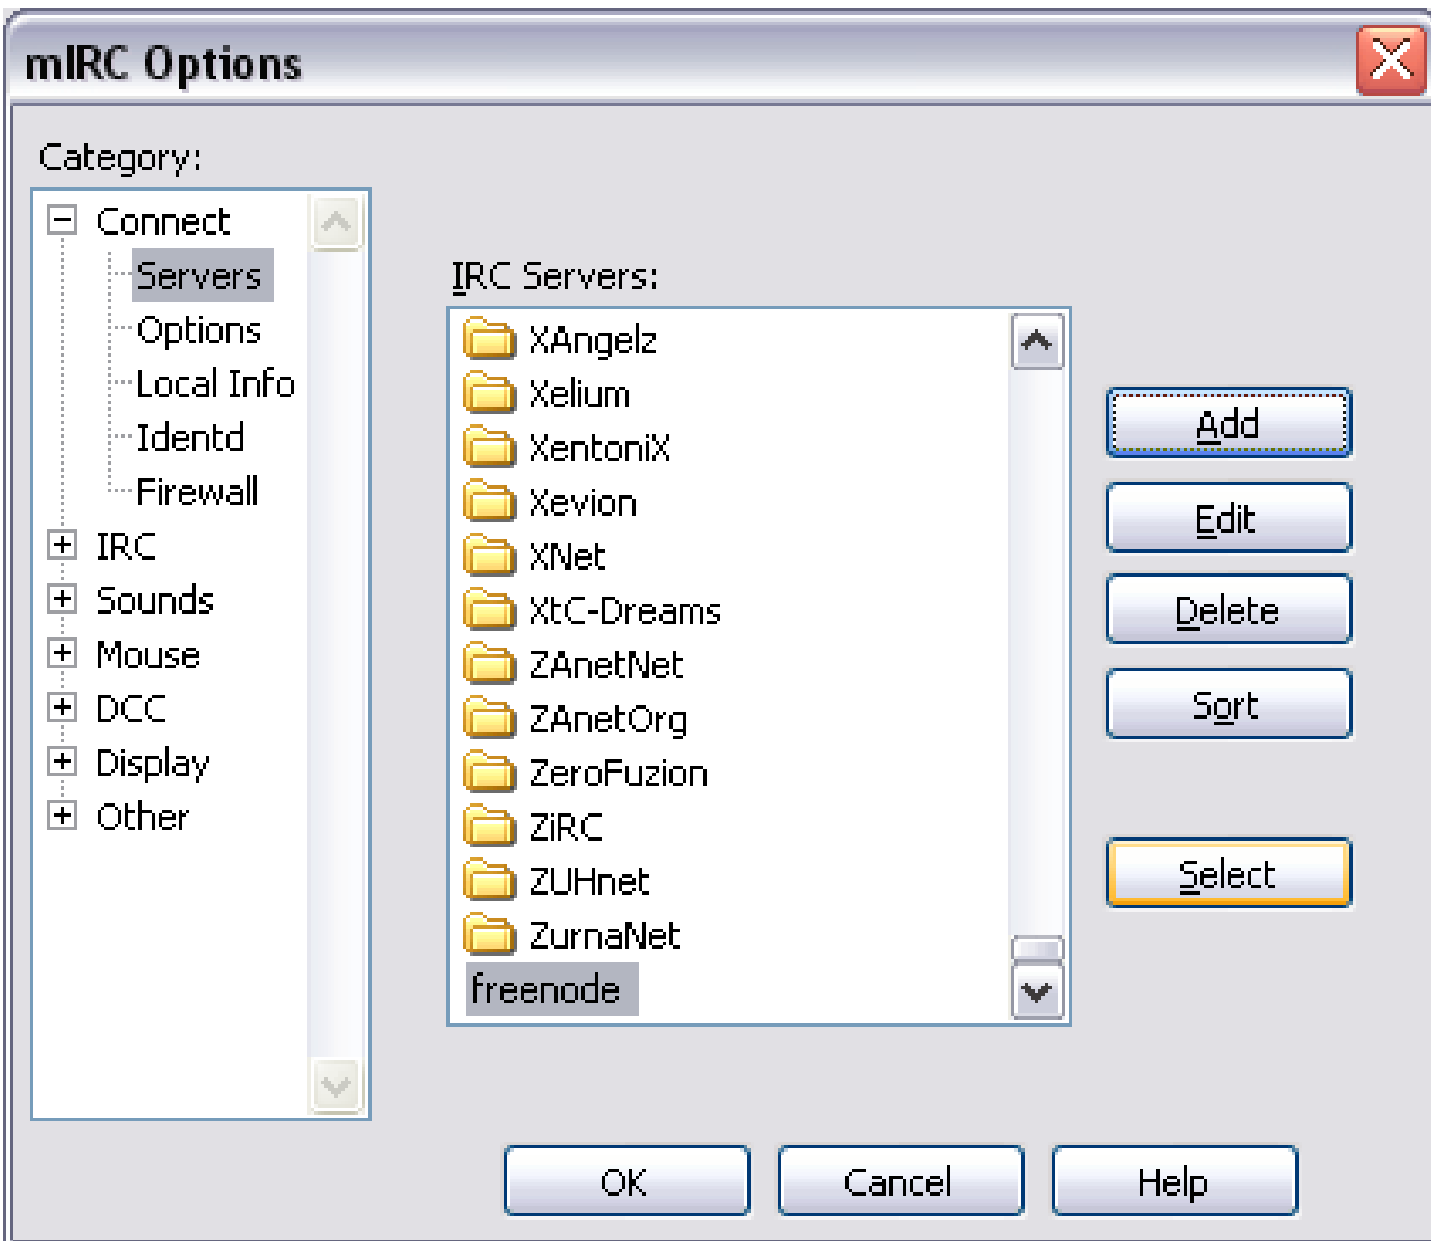 mIRC Options
Category:
Connect
Servers
Options
Local Info
Identd
Firewall
IRC
Sounds
Mouse
DCC
Display
Other
IRC Servers:
XAngelz
Xelium
XentoniX
Xevion
XNet
XtC-Dreams
ZAnetNet
ZAnetOrg
ZeroFuzion
ZiRC
ZUHnet
ZurnaNet
freenode
Add
Edit
Delete
Sort
Select
OK
Cancel
Help